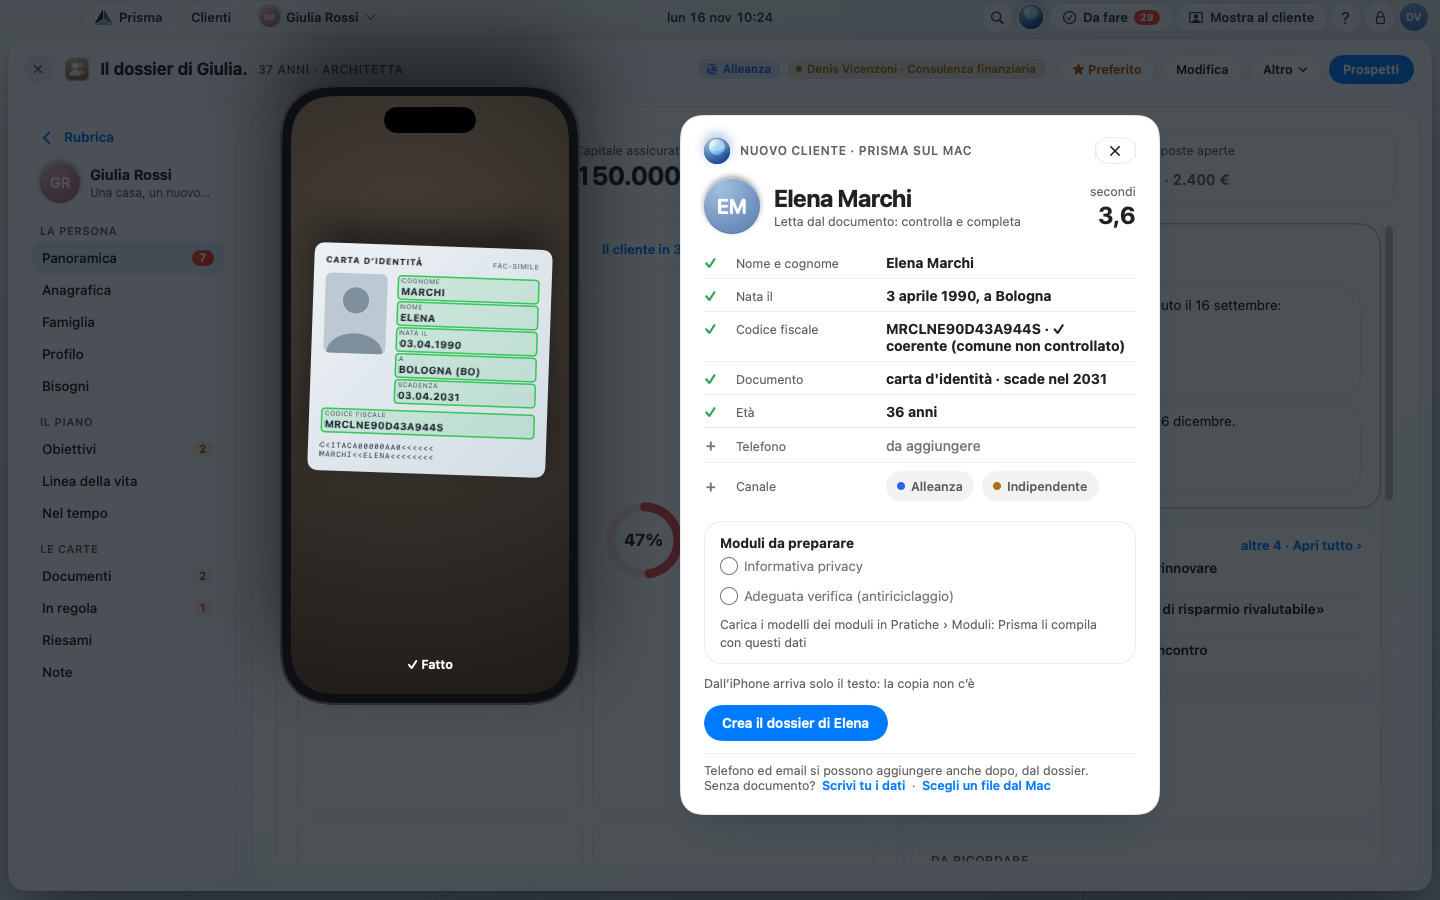 Prisma
Clienti
GR Giulia Rossi
lun 16 nov 10:24
Da fare 29
Mostra al cliente
?
DV
Il dossier di Giulia.
37 ANNI · ARCHITETTA
Alleanza
Denis Vicenzoni · Consulenza finanziaria
Preferito
Modifica
Altro
Prospetti
Rubrica
GR
Giulia Rossi
Una casa, un nuovo...
LA PERSONA
Panoramica 7
Anagrafica
Famiglia
Profilo
Bisogni
IL PIANO
Obiettivi 2
Linea della vita
Nel tempo
LE CARTE
Documenti 2
In regola 1
Riesami
Note
Capitale assicurat
150.000
Il cliente in 3
47%
CARTA D'IDENTITÀ
FAC-SIMILE
COGNOME
MARCHI
NOME
ELENA
NATA IL
03.04.1990
A
BOLOGNA (BO)
SCADENZA
03.04.2031
CODICE FISCALE
MRCLNE90D43A944S
C<ITACA00000AA0<<<<<<
MARCHI<<ELENA<<<<<<<<
✓ Fatto
NUOVO CLIENTE · PRISMA SUL MAC
EM
Elena Marchi
Letta dal documento: controlla e completa
secondi
3,6
Nome e cognome Elena Marchi
Nata il 3 aprile 1990, a Bologna
Codice fiscale MRCLNE90D43A944S · ✓
coerente (comune non controllato)
Documento carta d'identità · scade nel 2031
Età 36 anni
Telefono da aggiungere
Canale Alleanza Indipendente
Moduli da preparare
Informativa privacy
Adeguata verifica (antiriciclaggio)
Carica i modelli dei moduli in Pratiche › Moduli: Prisma li compila
con questi dati
Dall'iPhone arriva solo il testo: la copia non c'è
Crea il dossier di Elena
Telefono ed email si possono aggiungere anche dopo, dal dossier.
Senza documento? Scrivi tu i dati · Scegli un file dal Mac
poste aperte
· 2.400 €
uto il 16 settembre:
6 dicembre.
altre 4 · Apri tutto ›
rinnovare
di risparmio rivalutabile»
ncontro
DA RICORDARE